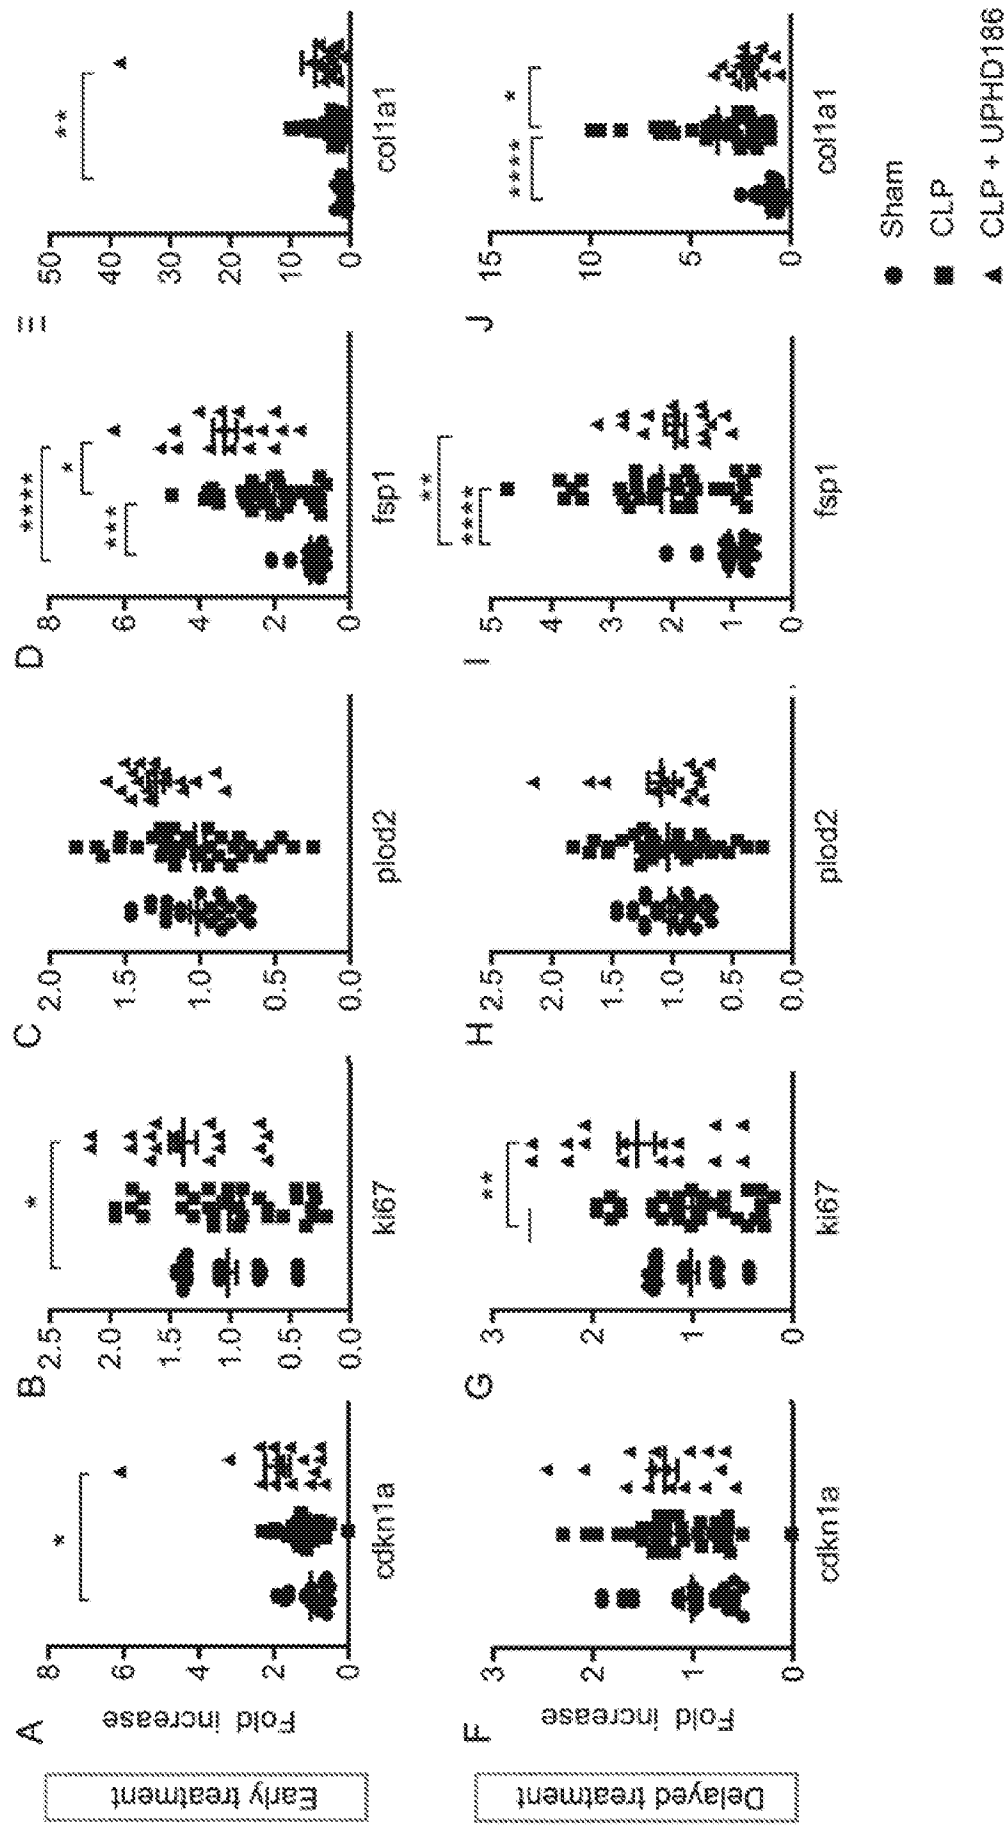 Early treatment
A
Fold increase
8
6
4
2
0
*
cdkn1a
B
2.5
2.0
1.5
1.0
0.5
0.0
*
ki67
C
2.0
1.5
1.0
0.5
0.0
plod2
D
8
6
4
2
0
****
***
*
fsp1
E
50
40
30
20
10
0
**
col1a1
Delayed treatment
F
Fold increase
3
2
1
0
cdkn1a
G
3
2
1
0
**
ki67
H
2.5
2.0
1.5
1.0
0.5
0.0
plod2
I
5
4
3
2
1
0
**
****
fsp1
J
15
10
5
0
****
*
col1a1
Sham
CLP
CLP + UPHD186